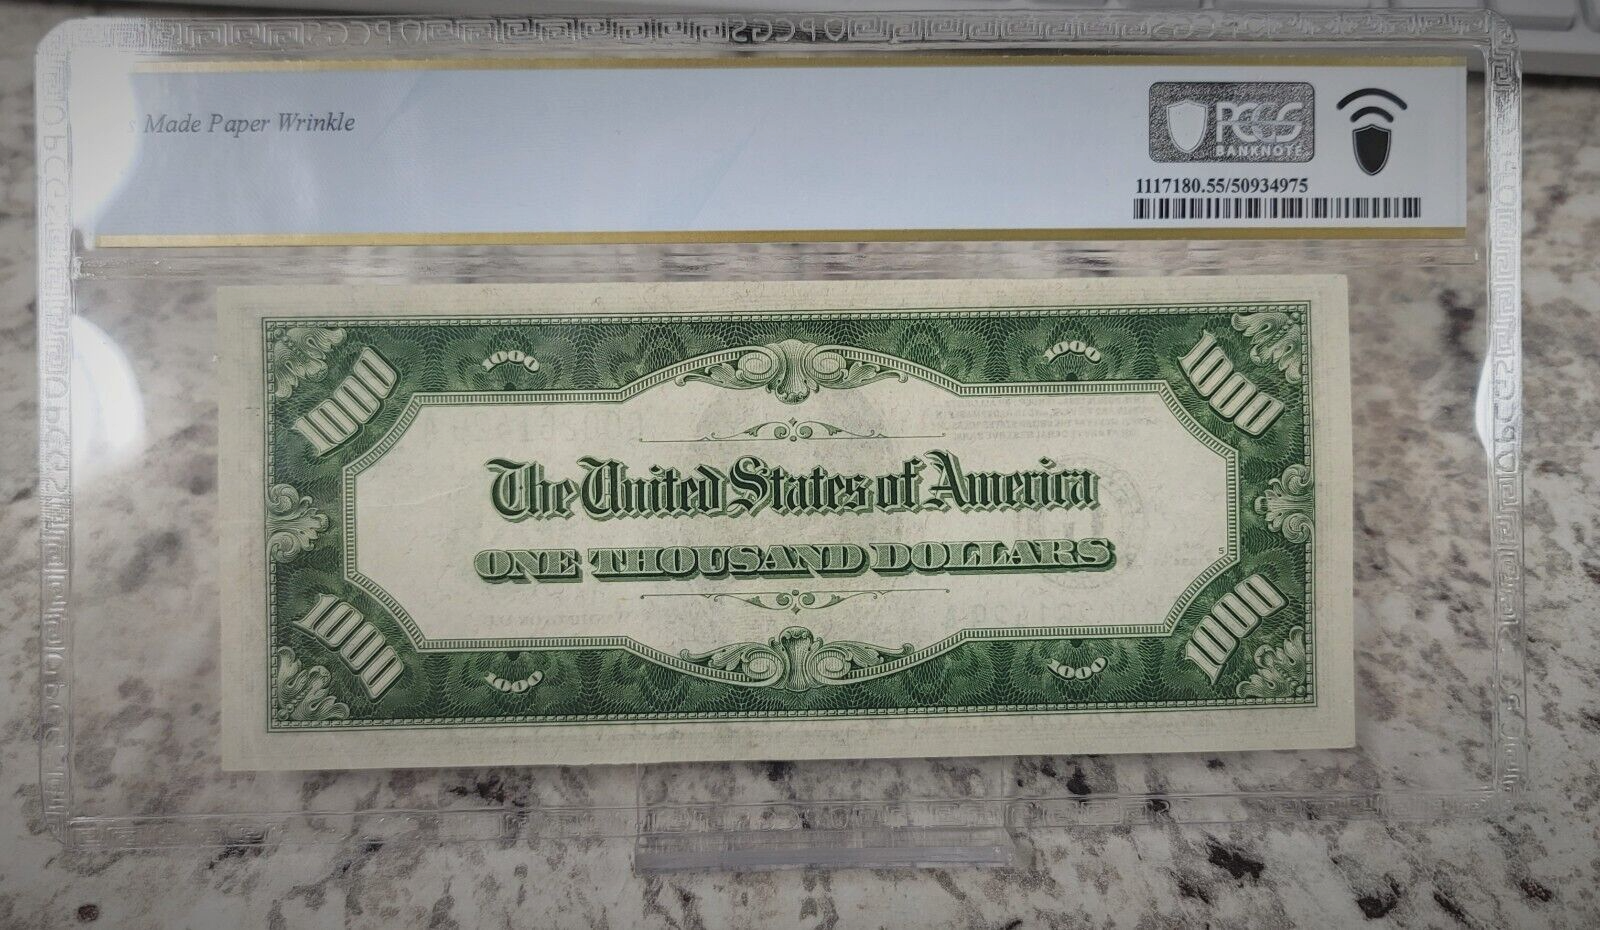 s Made Paper Wrinkle
PCGS
BANKNOTE
1117180.55/50934975
1000 1000 1000 1000
The United States of America
ONE THOUSAND DOLLARS
5
1000 1000 1000 1000